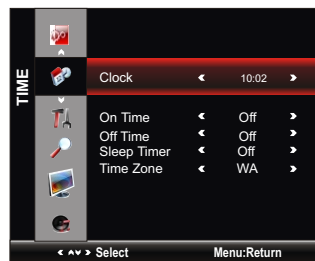 TIME
Clock 10:02
On Time Off
Off Time Off
Sleep Timer Off
Time Zone WA
Select Menu:Return